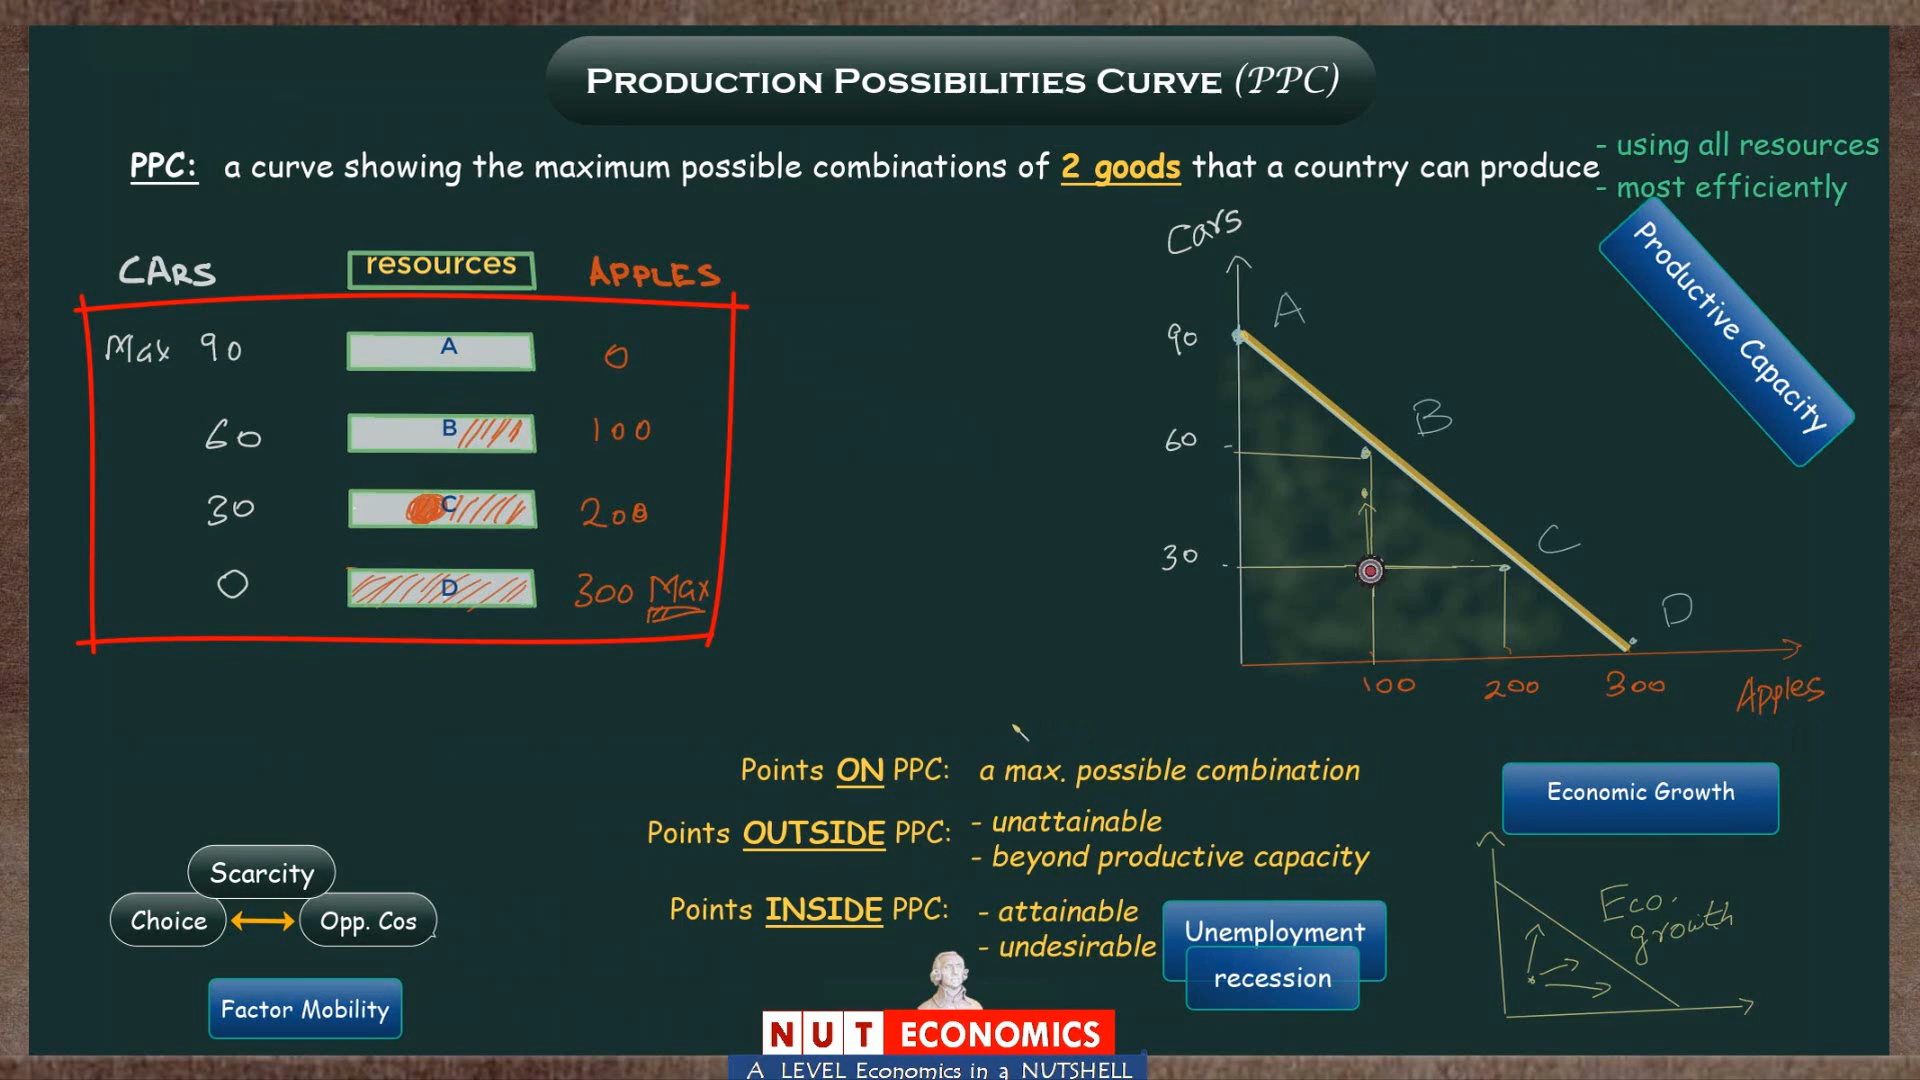 PRODUCTION POSSIBILITIES CURVE (PPC)
PPC: a curve showing the maximum possible combinations of 2 goods that a country can produce
- using all resources
- most efficiently
Productive Capacity
CARS resources APPLES
Max 90 A 0
60 B 100
30 C 200
0 D 300 Max
Cars
90
60
30
A
B
C
D
100 200 300 Apples
Points ON PPC: a max. possible combination
Points OUTSIDE PPC: - unattainable
- beyond productive capacity
Points INSIDE PPC: - attainable
- undesirable
Unemployment
recession
Economic Growth
Eco.
growth
Scarcity
Choice Opp. Cos
Factor Mobility
NUT ECONOMICS
A LEVEL Economics in a NUTSHELL